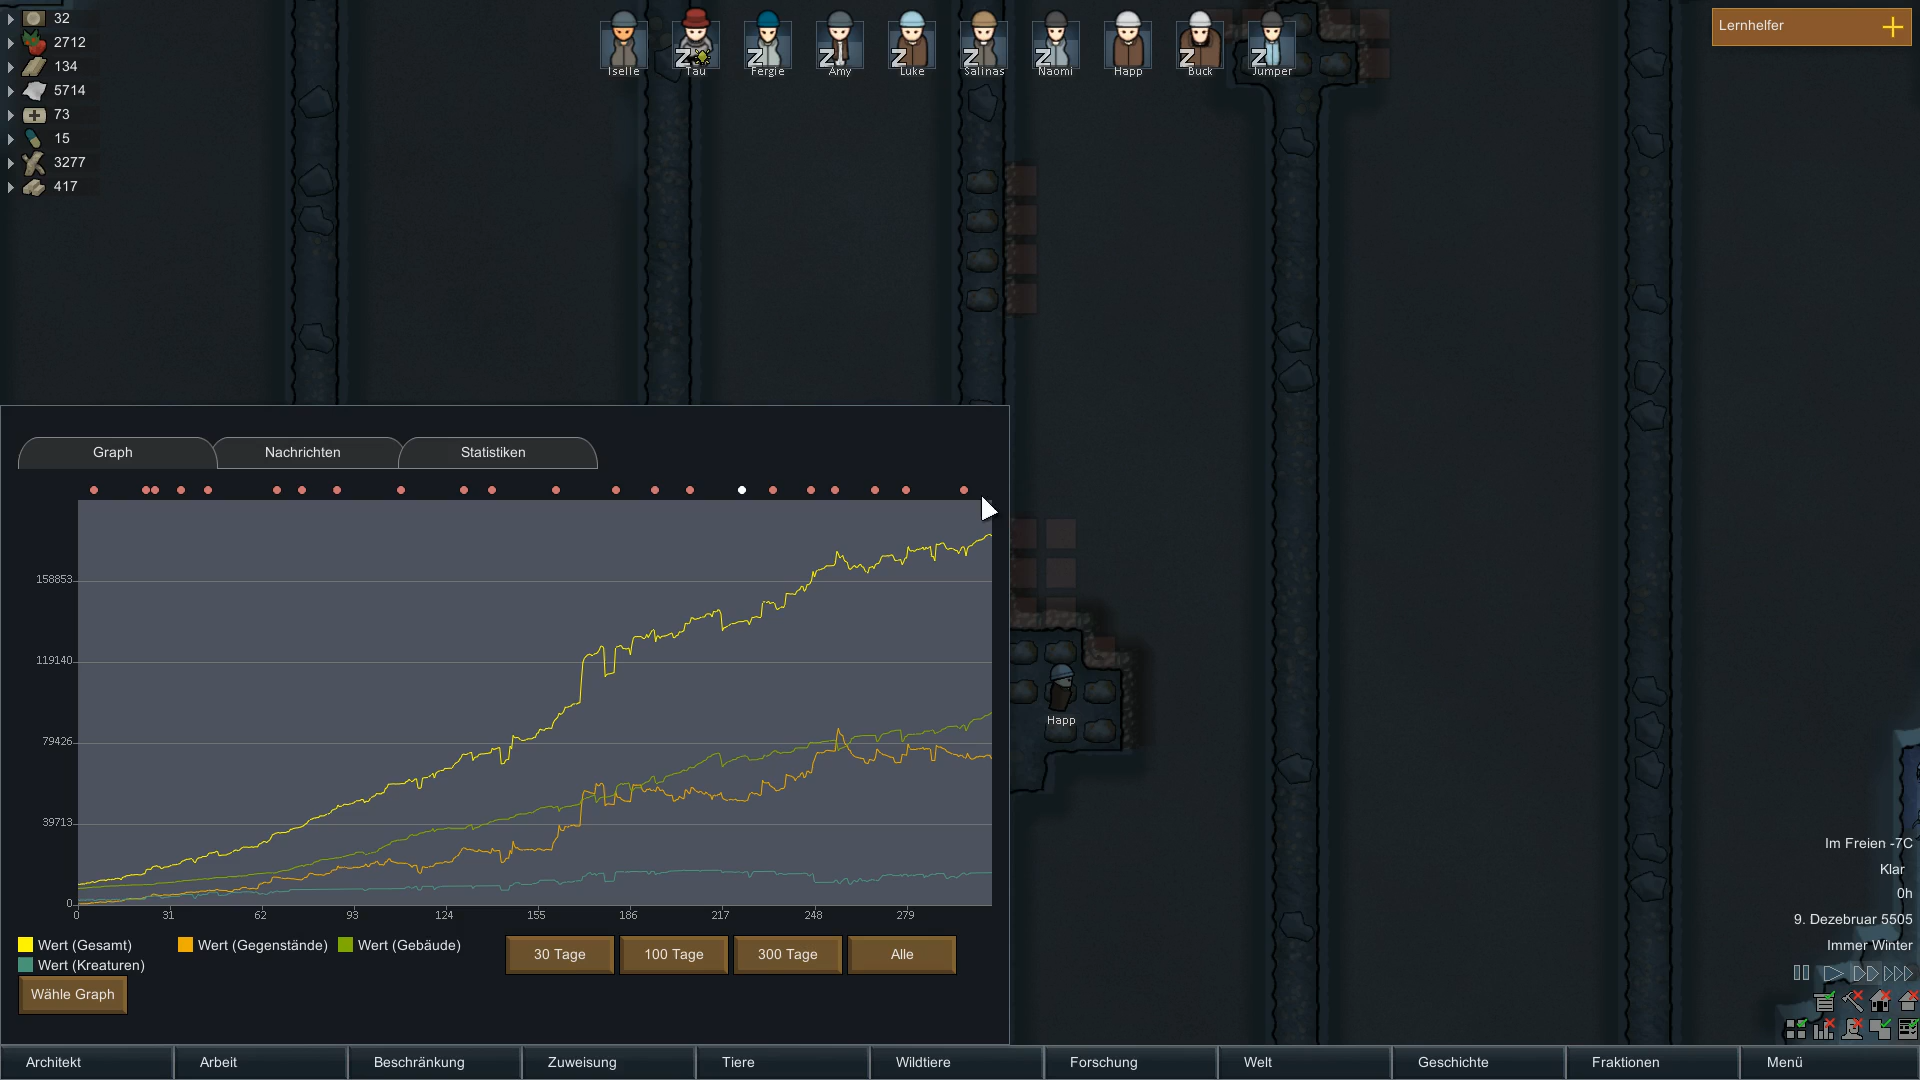 32
2712
134
5714
73
15
3277
417
Iselle
Tau
Fergie
Amy
Luke
Salinas
Naomi
Happ
Buck
Jumper
Lernhelfer
Graph
Nachrichten
Statistiken
158853
119140
79426
39713
0
0 31 62 93 124 155 186 217 248 279
Wert (Gesamt)
Wert (Gegenstände)
Wert (Gebäude)
Wert (Kreaturen)
30 Tage
100 Tage
300 Tage
Alle
Wähle Graph
Happ
Im Freien -7C
Klar
0h
9. Dezebruar 5505
Immer Winter
Architekt
Arbeit
Beschränkung
Zuweisung
Tiere
Wildtiere
Forschung
Welt
Geschichte
Fraktionen
Menü